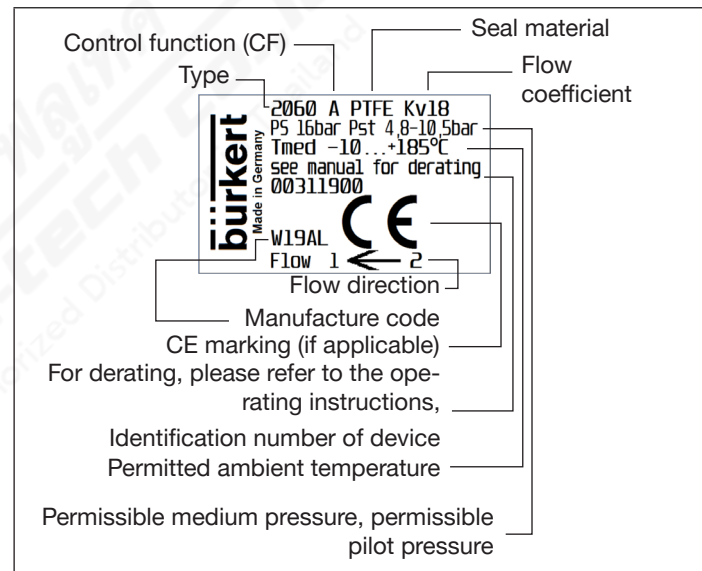 Control function (CF)
Seal material
Type
Flow
coefficient
2060 A PTFE Kv18
PS 16bar Pst 4,8-10,5bar
Tmed -10...+185°C
see manual for derating
00311900
bürkert
Made in Germany
CE
W19AL
Flow 1 ← 2
Flow direction
Manufacture code
CE marking (if applicable)
For derating, please refer to the ope-
rating instructions,
Identification number of device
Permitted ambient temperature
Permissible medium pressure, permissible
pilot pressure